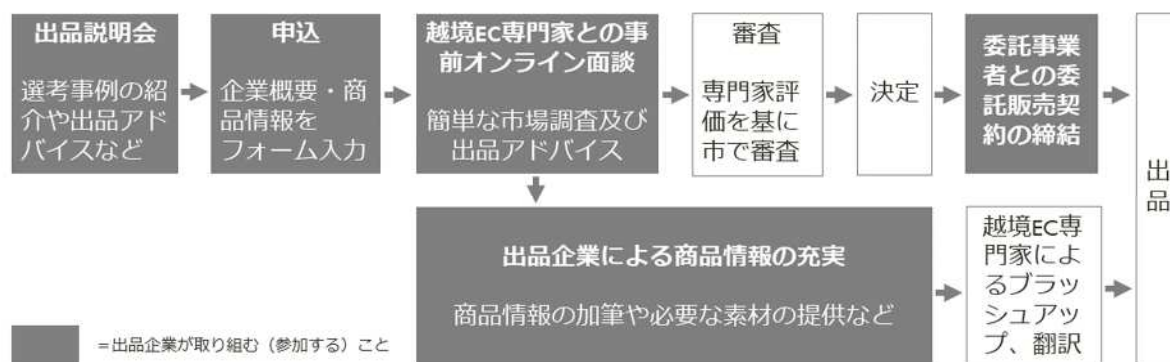 出品説明会
選考事例の紹
介や出品アド
バイスなど
申込
企業概要・商
品情報を
フォーム入力
越境EC専門家との事
前オンライン面談
簡単な市場調査及び
出品アドバイス
審査
専門家評
価を基に
市で審査
決定
委託事業
者との委
託販売契
約の締結
出品
出品企業による商品情報の充実
商品情報の加筆や必要な素材の提供など
越境EC専
門家によ
るブラッ
シュアッ
プ、翻訳
=出品企業が取り組む（参加する）こと